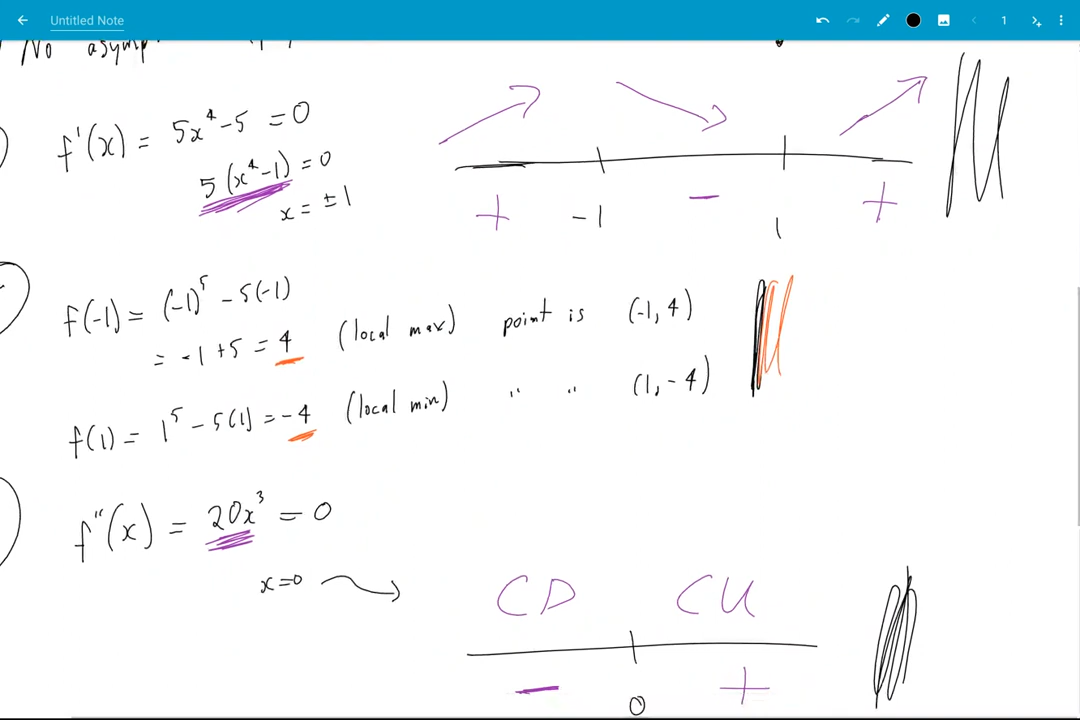 Untitled Note
1
No asymp
f'(x) = 5x⁴ - 5 = 0
5(x⁴ - 1) = 0
x = ±1
+ -1 - 1 +
f(-1) = (-1)⁵ - 5(-1)
= -1 + 5 = 4 (local max) point is (-1, 4)
f(1) = 1⁵ - 5(1) = -4 (local min) " " (1, -4)
f"(x) = 20x³ = 0
x=0
CD CU
- 0 +